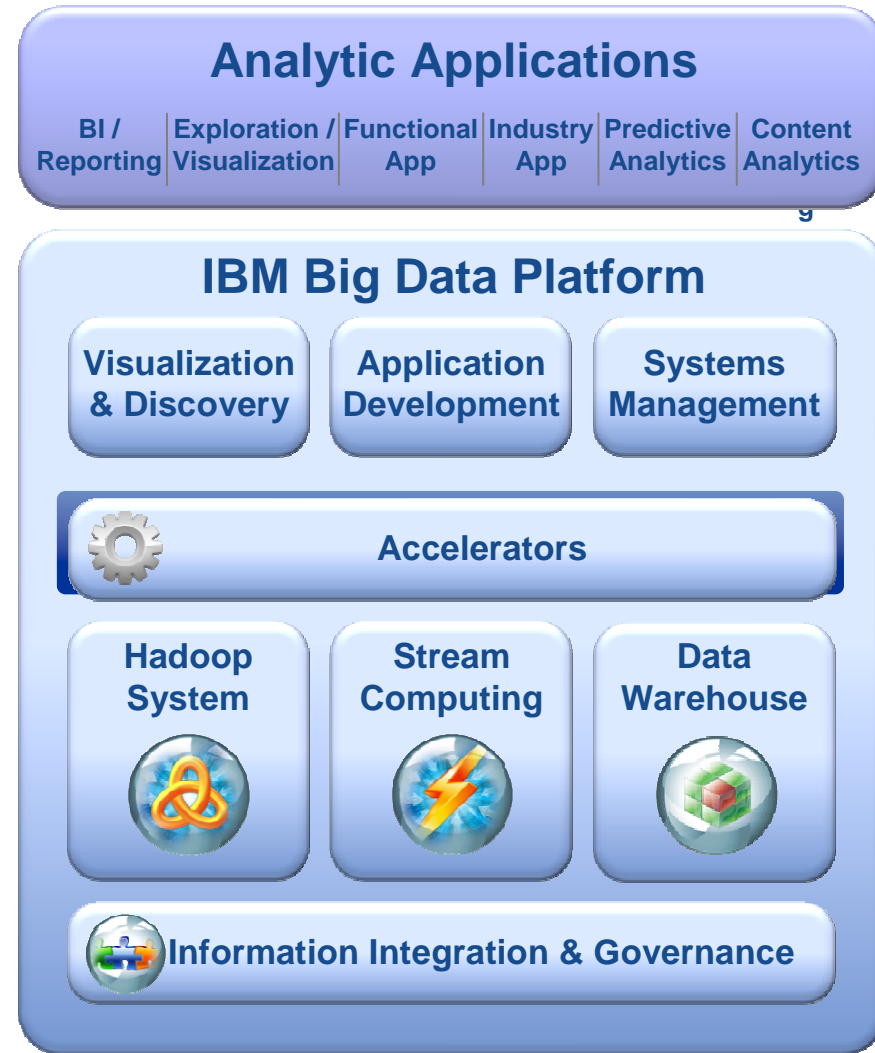 Analytic Applications
BI / Exploration / Functional Industry Predictive Content
Reporting Visualization App App Analytics Analytics
g
IBM Big Data Platform
Visualization Application Systems
& Discovery Development Management
Accelerators
Hadoop Stream Data
System Computing Warehouse
Information Integration & Governance